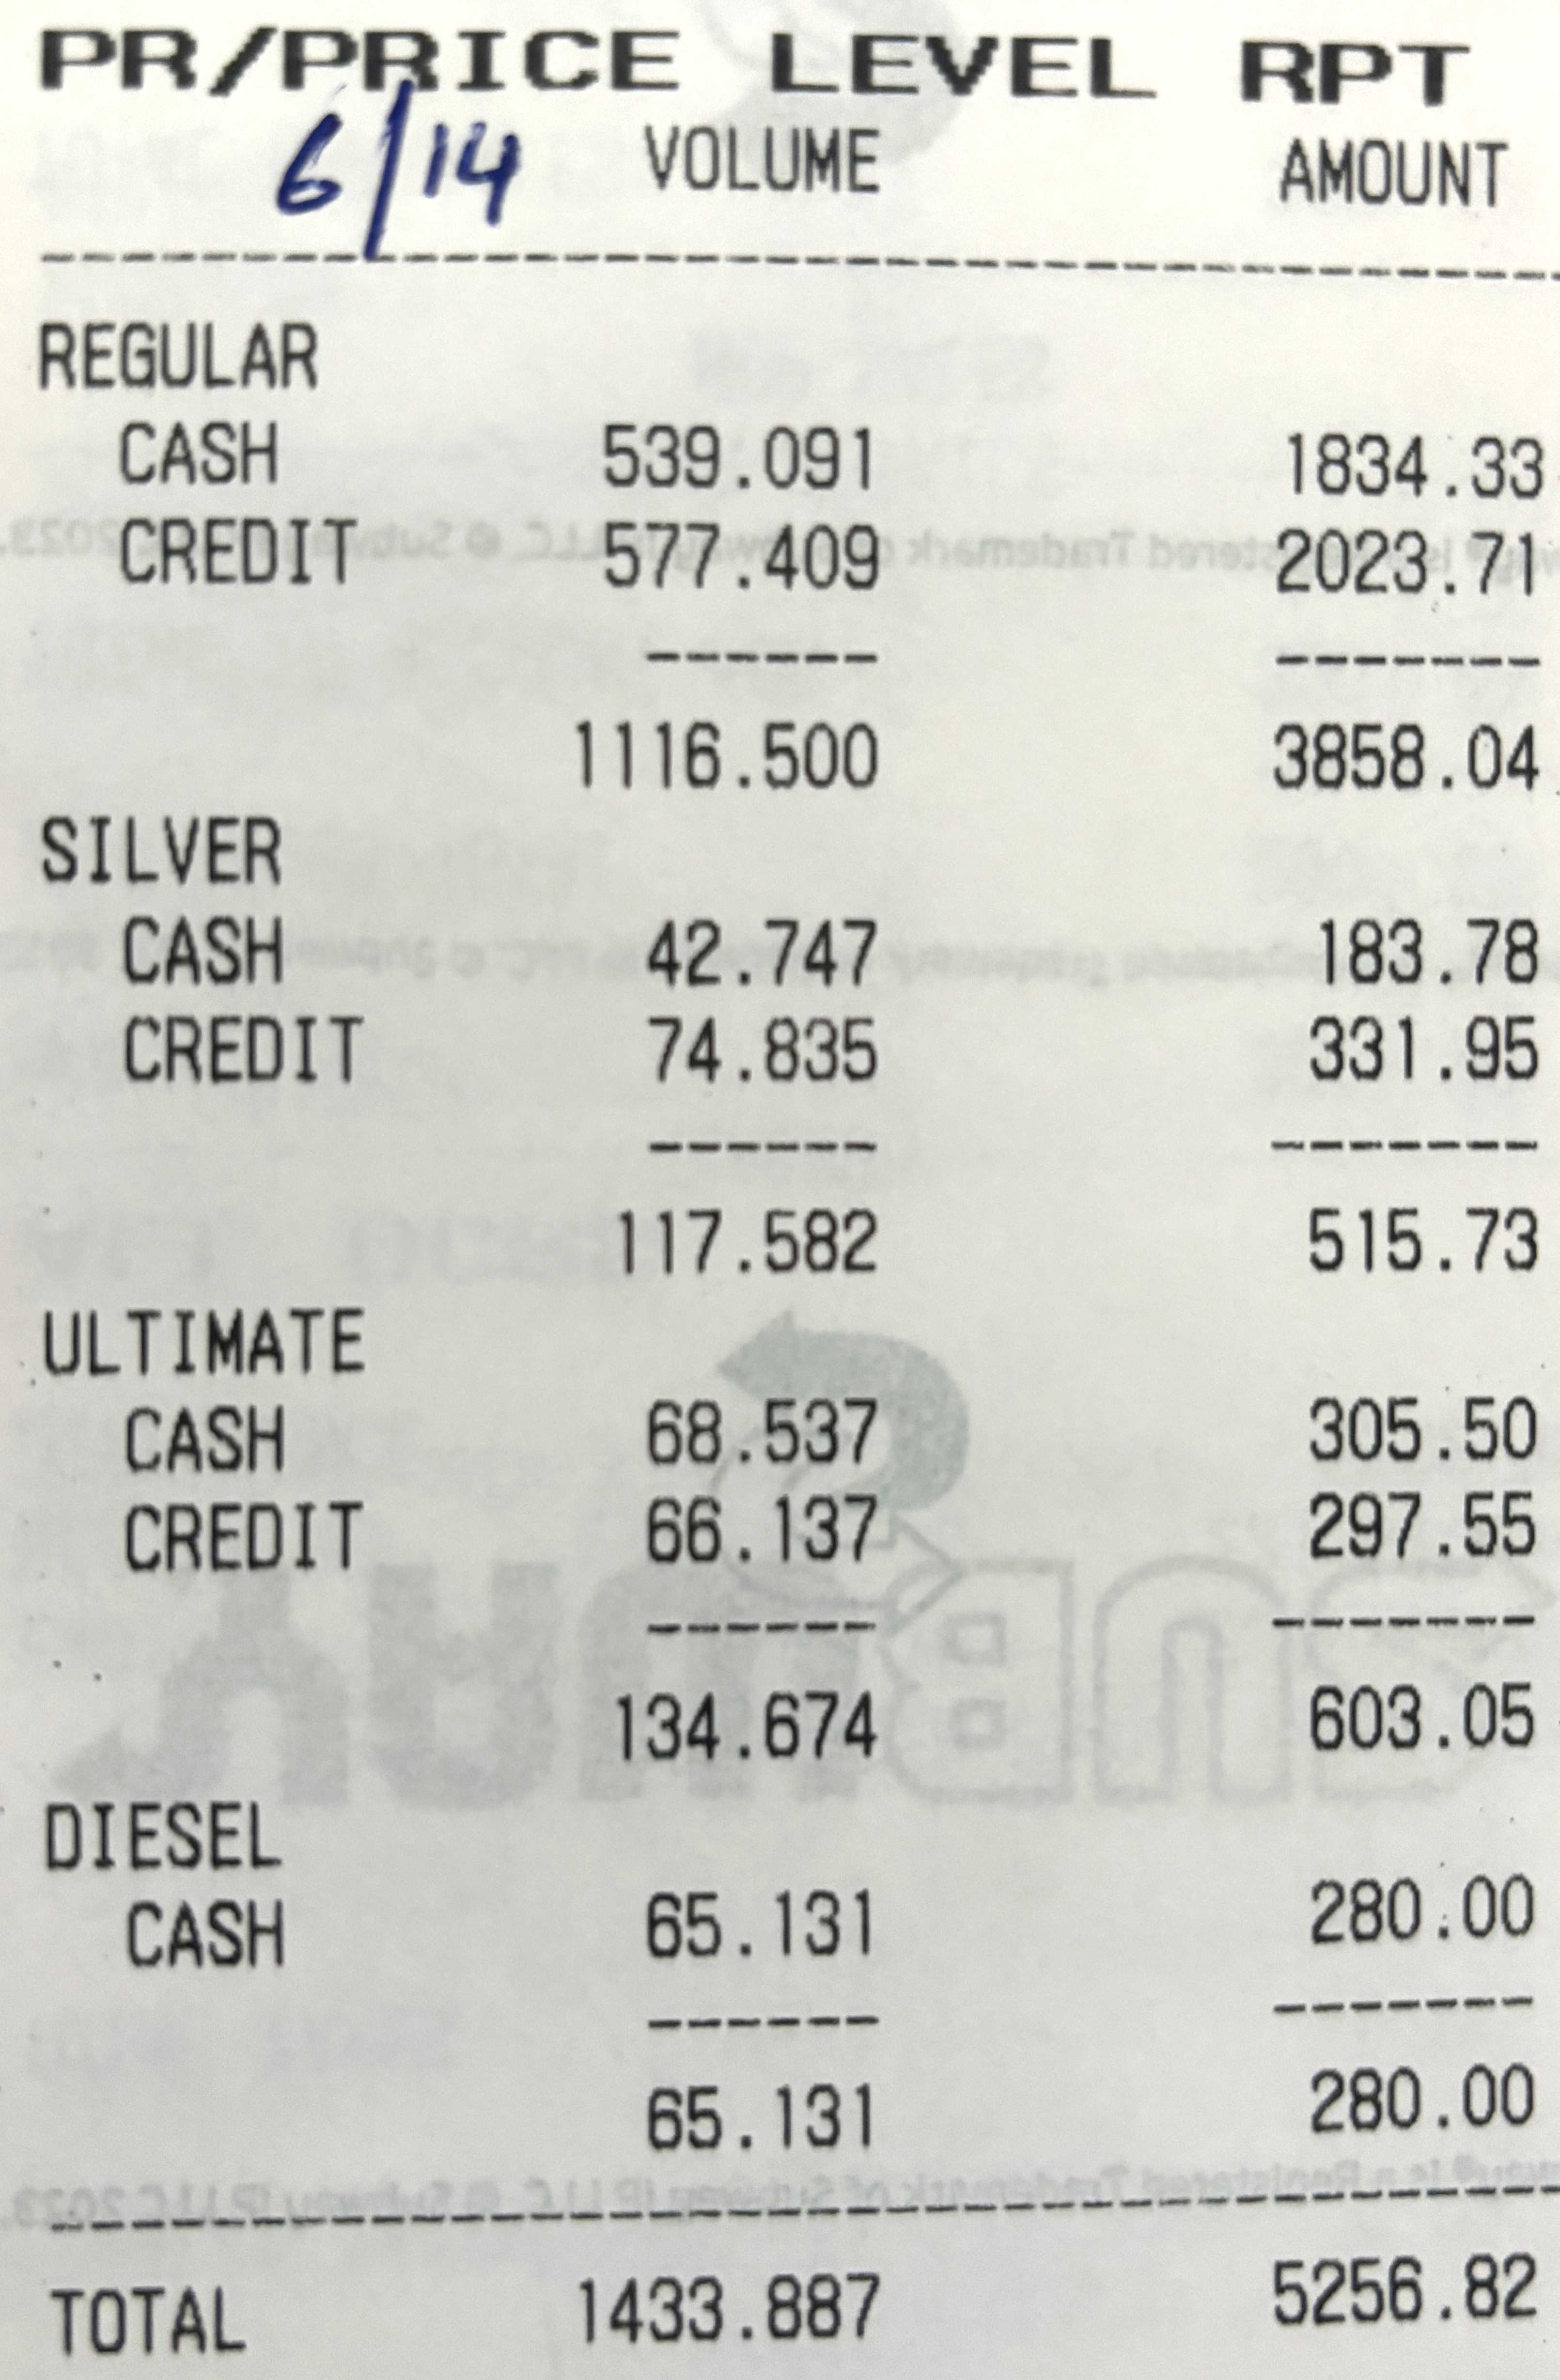 PR/PRICE LEVEL RPT
6/14 VOLUME AMOUNT
REGULAR
CASH 539.091 1834.33
CREDIT 577.409 2023.71
1116.500 3858.04
SILVER
CASH 42.747 183.78
CREDIT 74.835 331.95
117.582 515.73
ULTIMATE
CASH 68.537 305.50
CREDIT 66.137 297.55
134.674 603.05
DIESEL
CASH 65.131 280.00
65.131 280.00
TOTAL 1433.887 5256.82